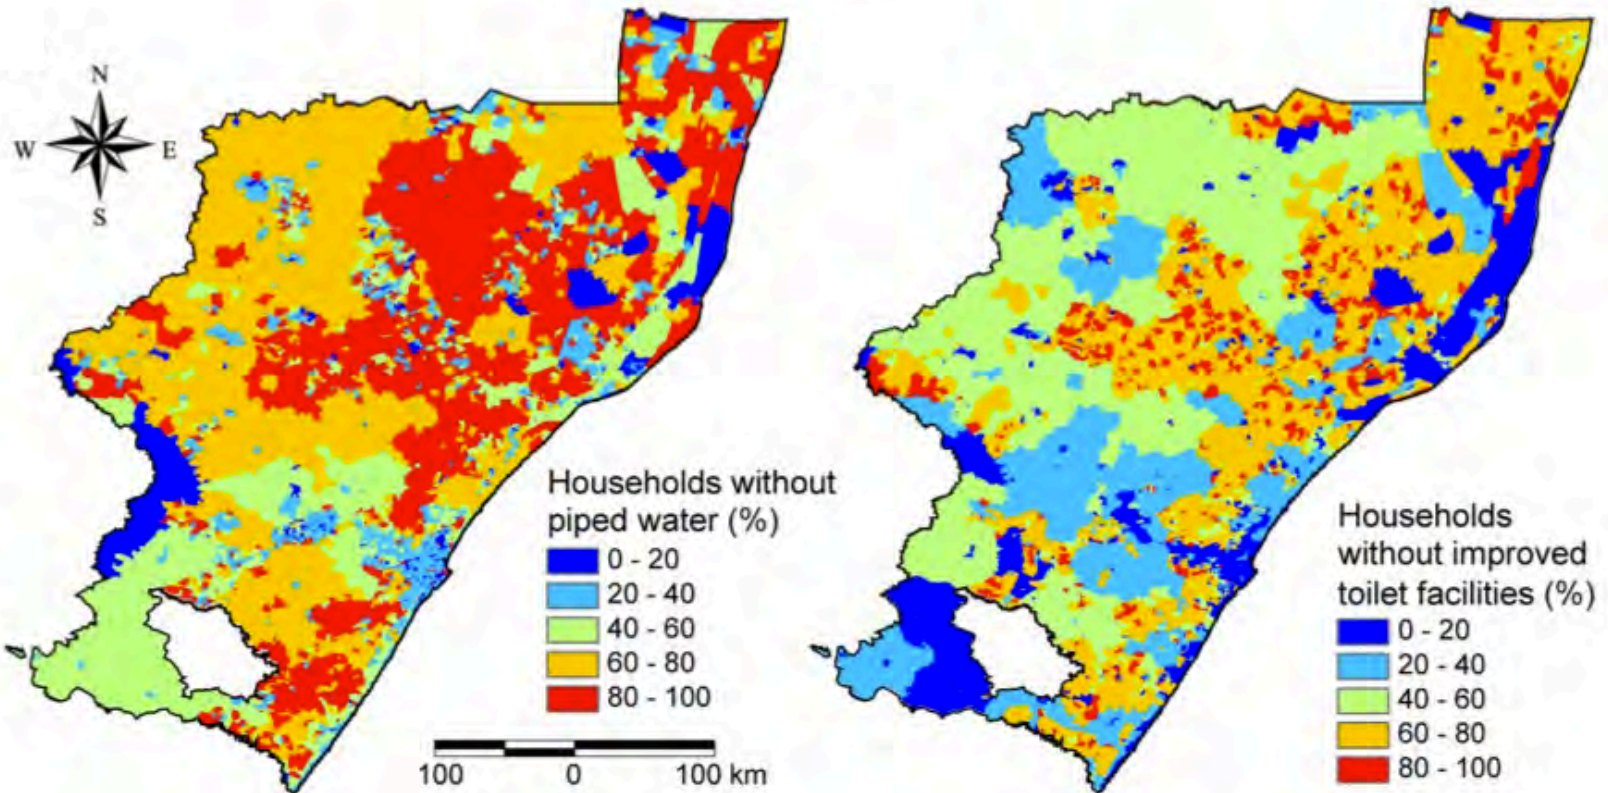 N
W E
S
Households without
piped water (%)
0 - 20
20 - 40
40 - 60
60 - 80
80 - 100
100 0 100 km
Households
without improved
toilet facilities (%)
0 - 20
20 - 40
40 - 60
60 - 80
80 - 100